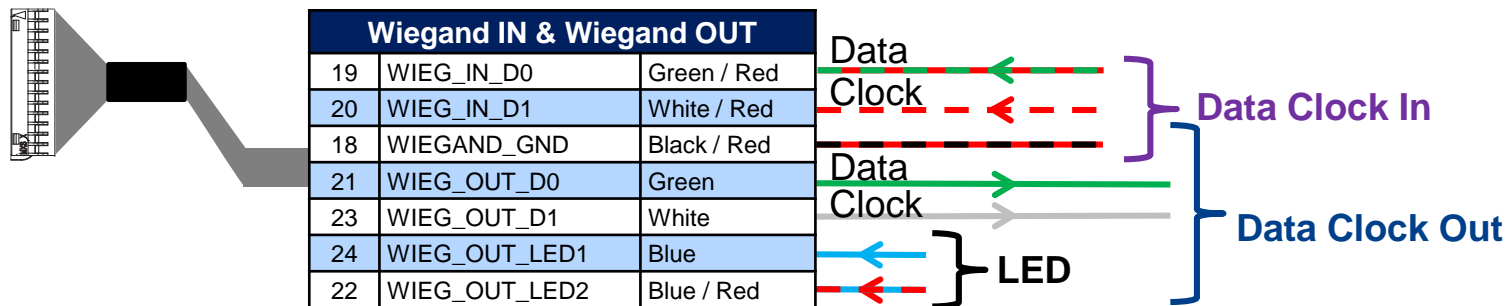 Wiegand IN & Wiegand OUT
19 WIEG_IN_D0 Green / Red Data
20 WIEG_IN_D1 White / Red Clock
18 WIEGAND_GND Black / Red
21 WIEG_OUT_D0 Green Data
23 WIEG_OUT_D1 White Clock
24 WIEG_OUT_LED1 Blue
22 WIEG_OUT_LED2 Blue / Red
Data Clock In
Data Clock Out
LED